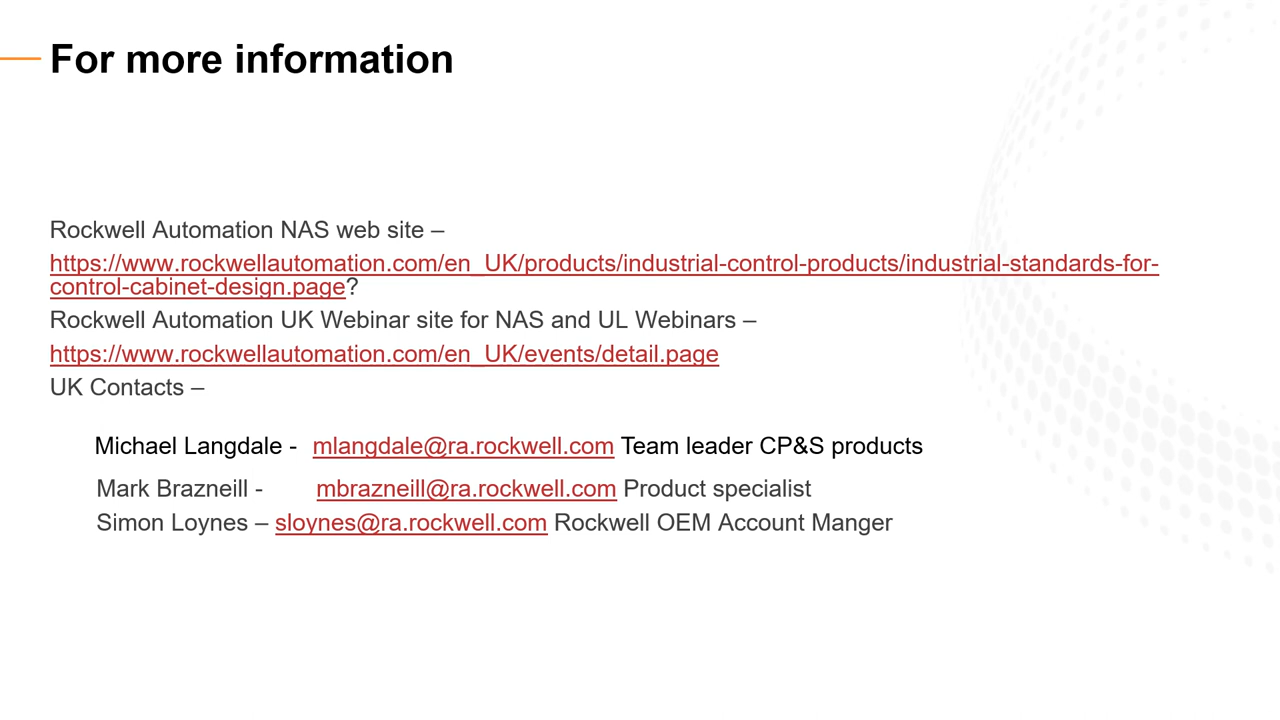 For more information
Rockwell Automation NAS web site –
https://www.rockwellautomation.com/en_UK/products/industrial-control-products/industrial-standards-for-
control-cabinet-design.page?
Rockwell Automation UK Webinar site for NAS and UL Webinars –
https://www.rockwellautomation.com/en_UK/events/detail.page
UK Contacts –
Michael Langdale - mlangdale@ra.rockwell.com Team leader CP&S products
Mark Brazneill - mbrazneill@ra.rockwell.com Product specialist
Simon Loynes – sloynes@ra.rockwell.com Rockwell OEM Account Manger